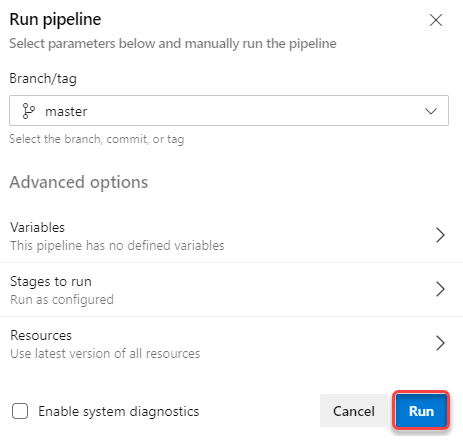 Run pipeline
Select parameters below and manually run the pipeline
Branch/tag
master
Select the branch, commit, or tag
Advanced options
Variables
This pipeline has no defined variables
Stages to run
Run as configured
Resources
Use latest version of all resources
Enable system diagnostics
Cancel
Run